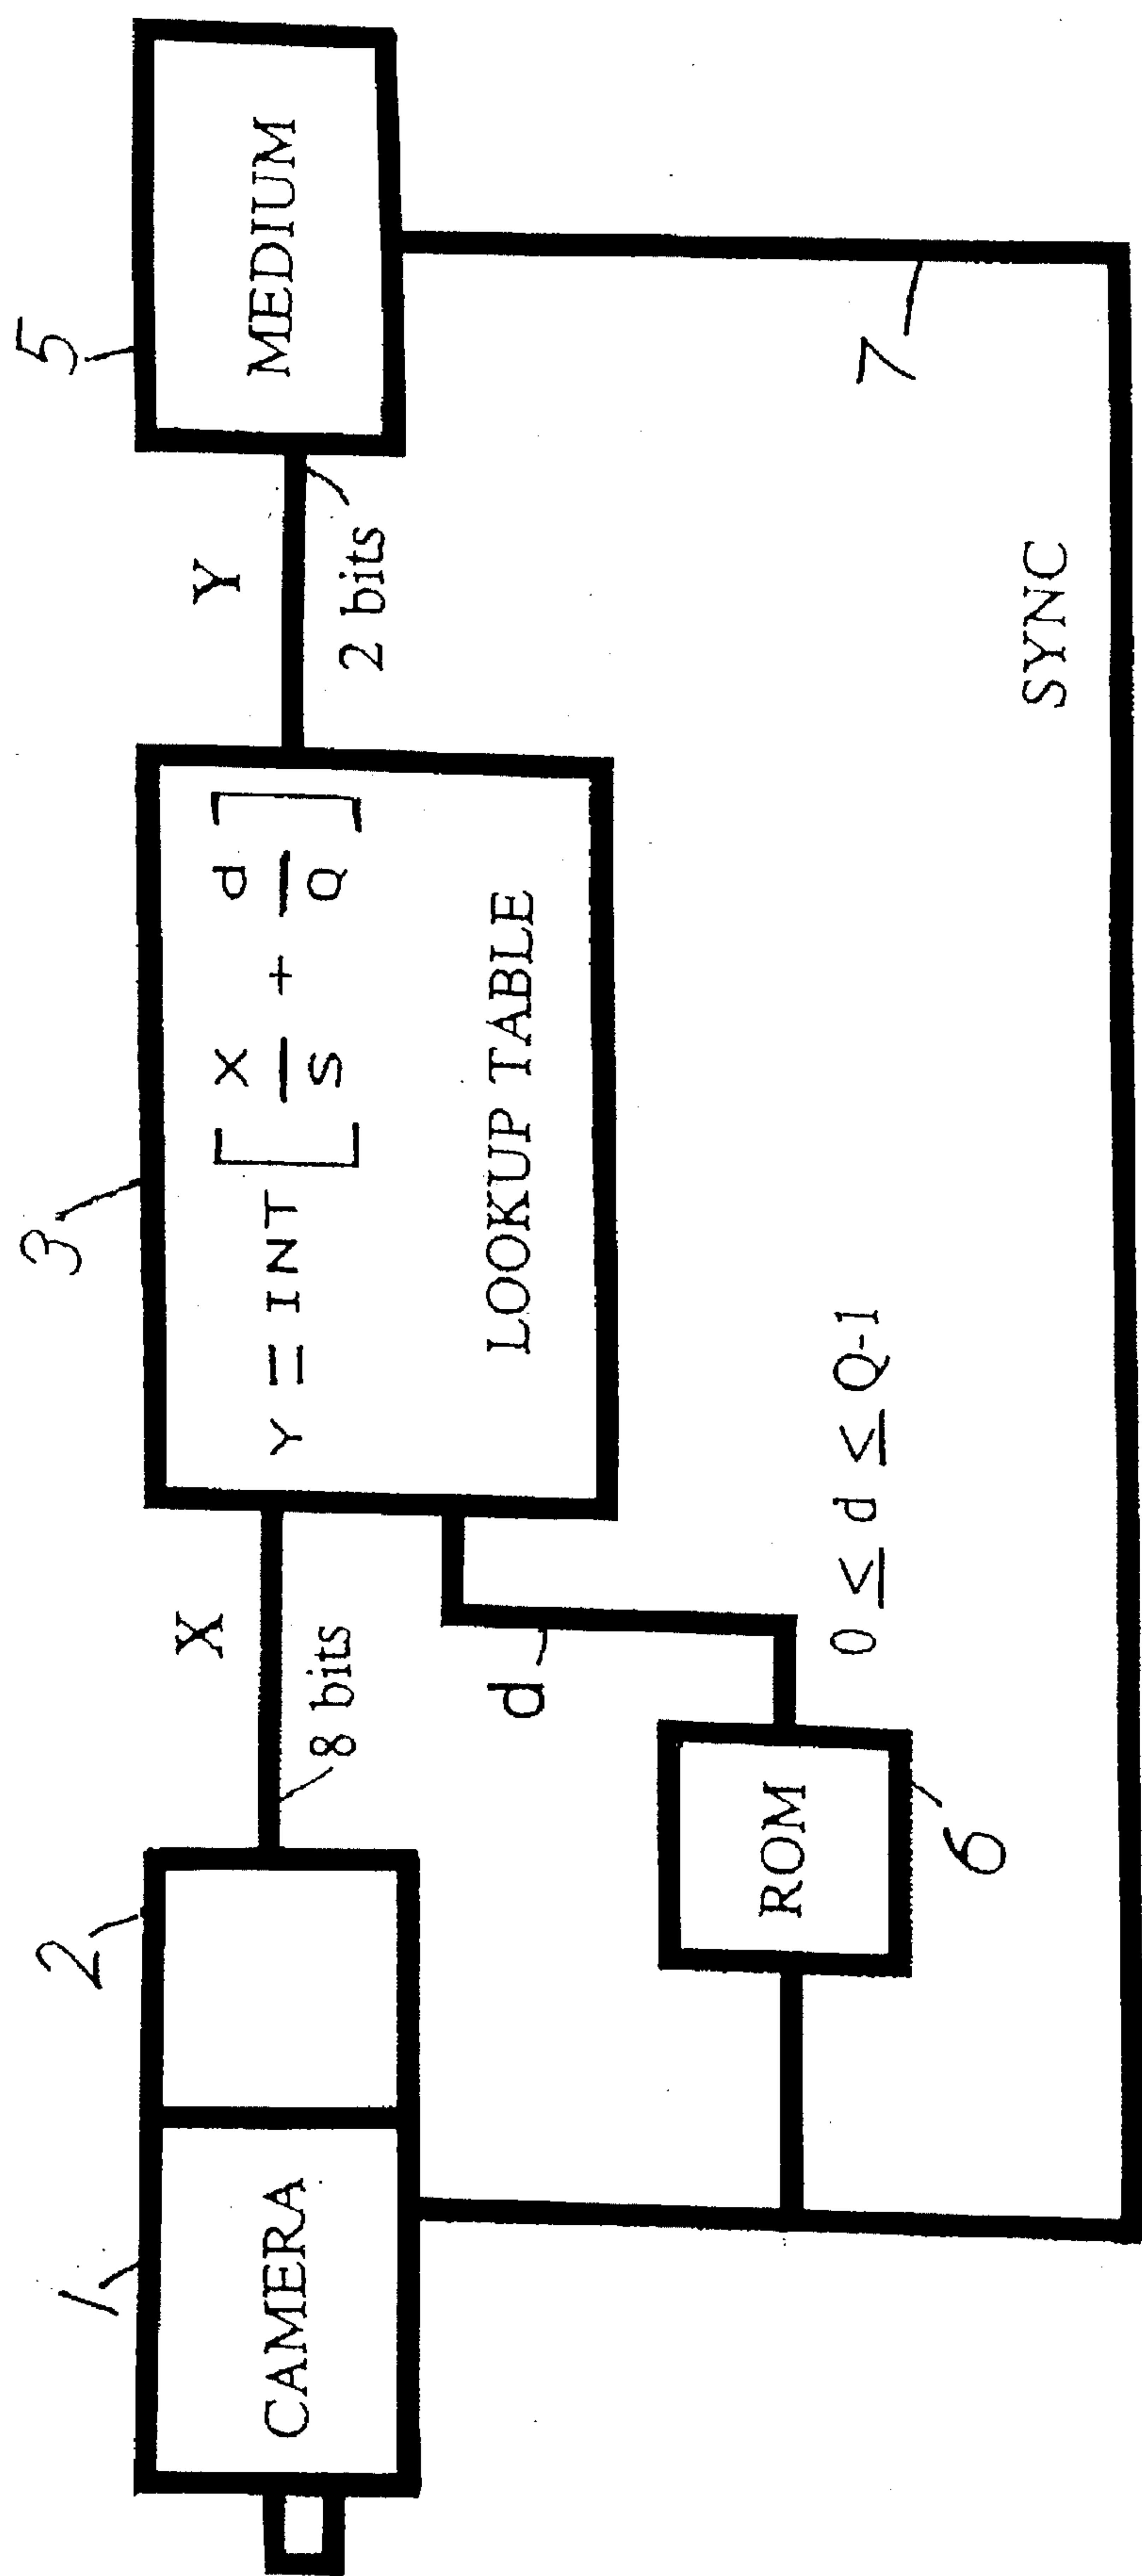 1
2
3
5
CAMERA
X
8 bits
Y = INT [ X/S + d/Q ]
LOOKUP TABLE
Y
2 bits
MEDIUM
d
ROM
6
0 ≤ d ≤ Q-1
SYNC
7